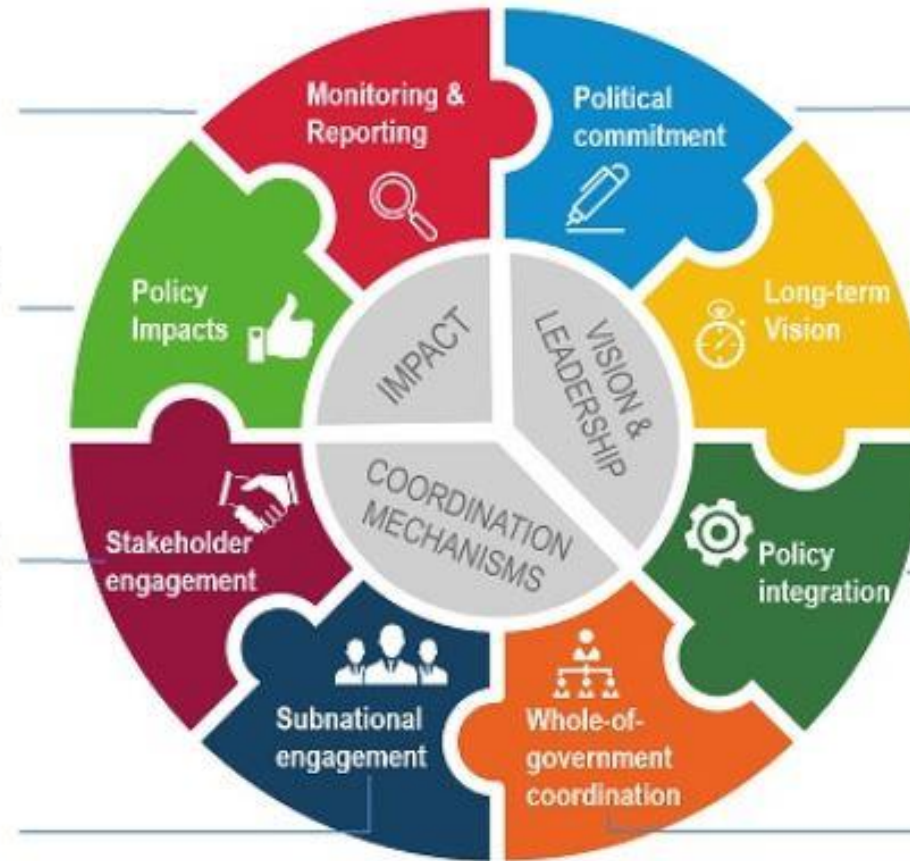 Monitoring &
Reporting
Political
commitment
Long-term
Vision
Policy
integration
Whole-of-
government
coordination
Subnational
engagement
Stakeholder
engagement
Policy
Impacts
IMPACT
VISION &
LEADERSHIP
COORDINATION
MECHANISMS